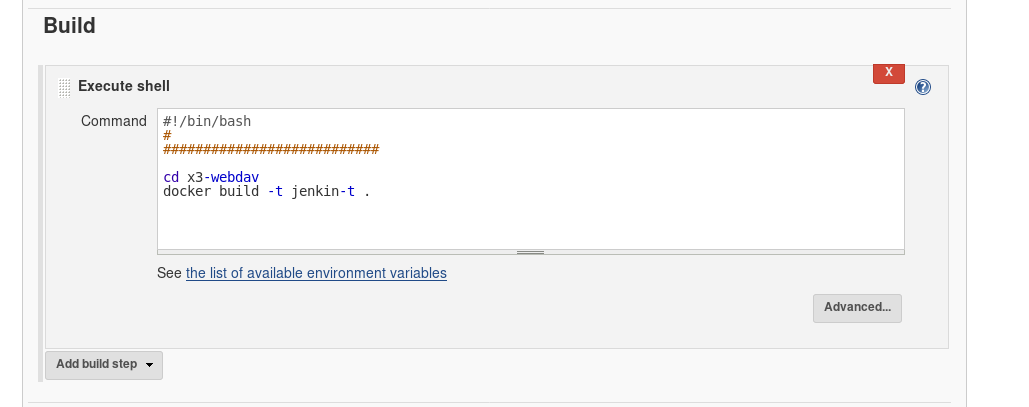 Build
X
Execute shell
?
Command
#!/bin/bash
#
###########################
cd x3-webdav
docker build -t jenkin-t .
See the list of available environment variables
Advanced...
Add build step